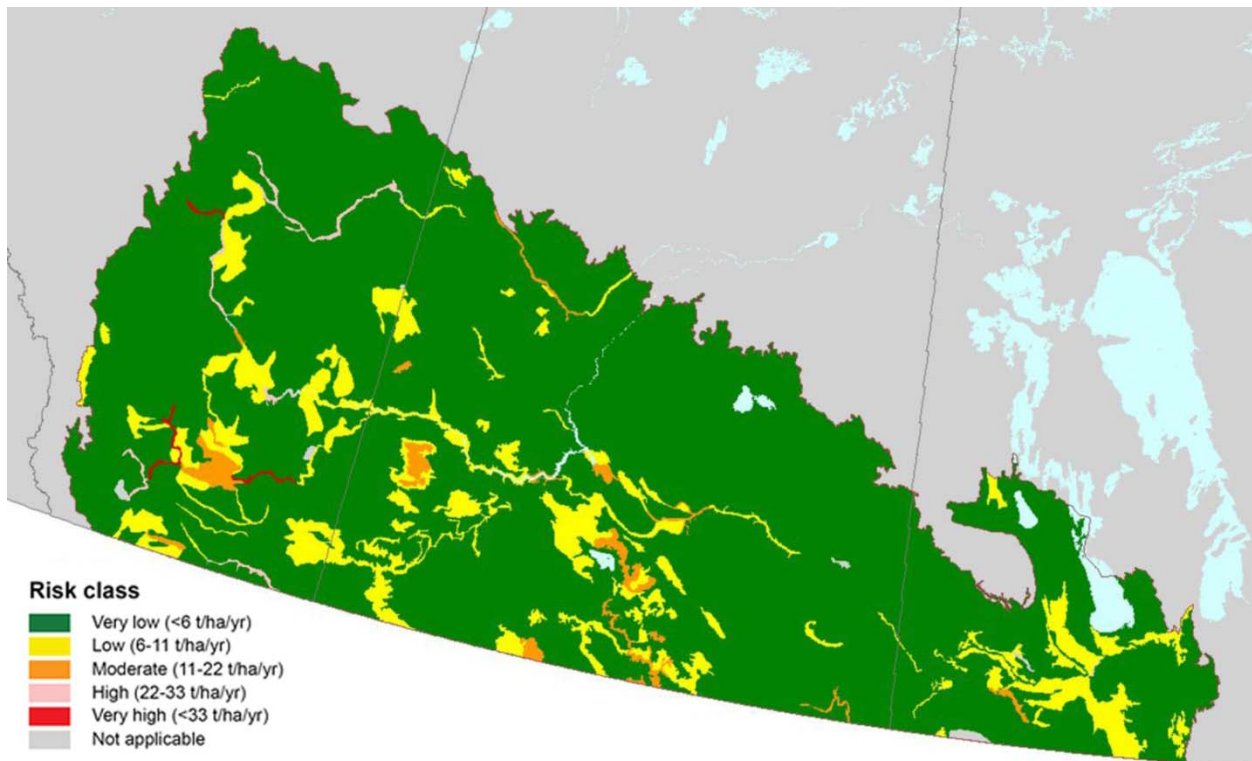 Risk class
Very low (<6 t/ha/yr)
Low (6-11 t/ha/yr)
Moderate (11-22 t/ha/yr)
High (22-33 t/ha/yr)
Very high (<33 t/ha/yr)
Not applicable